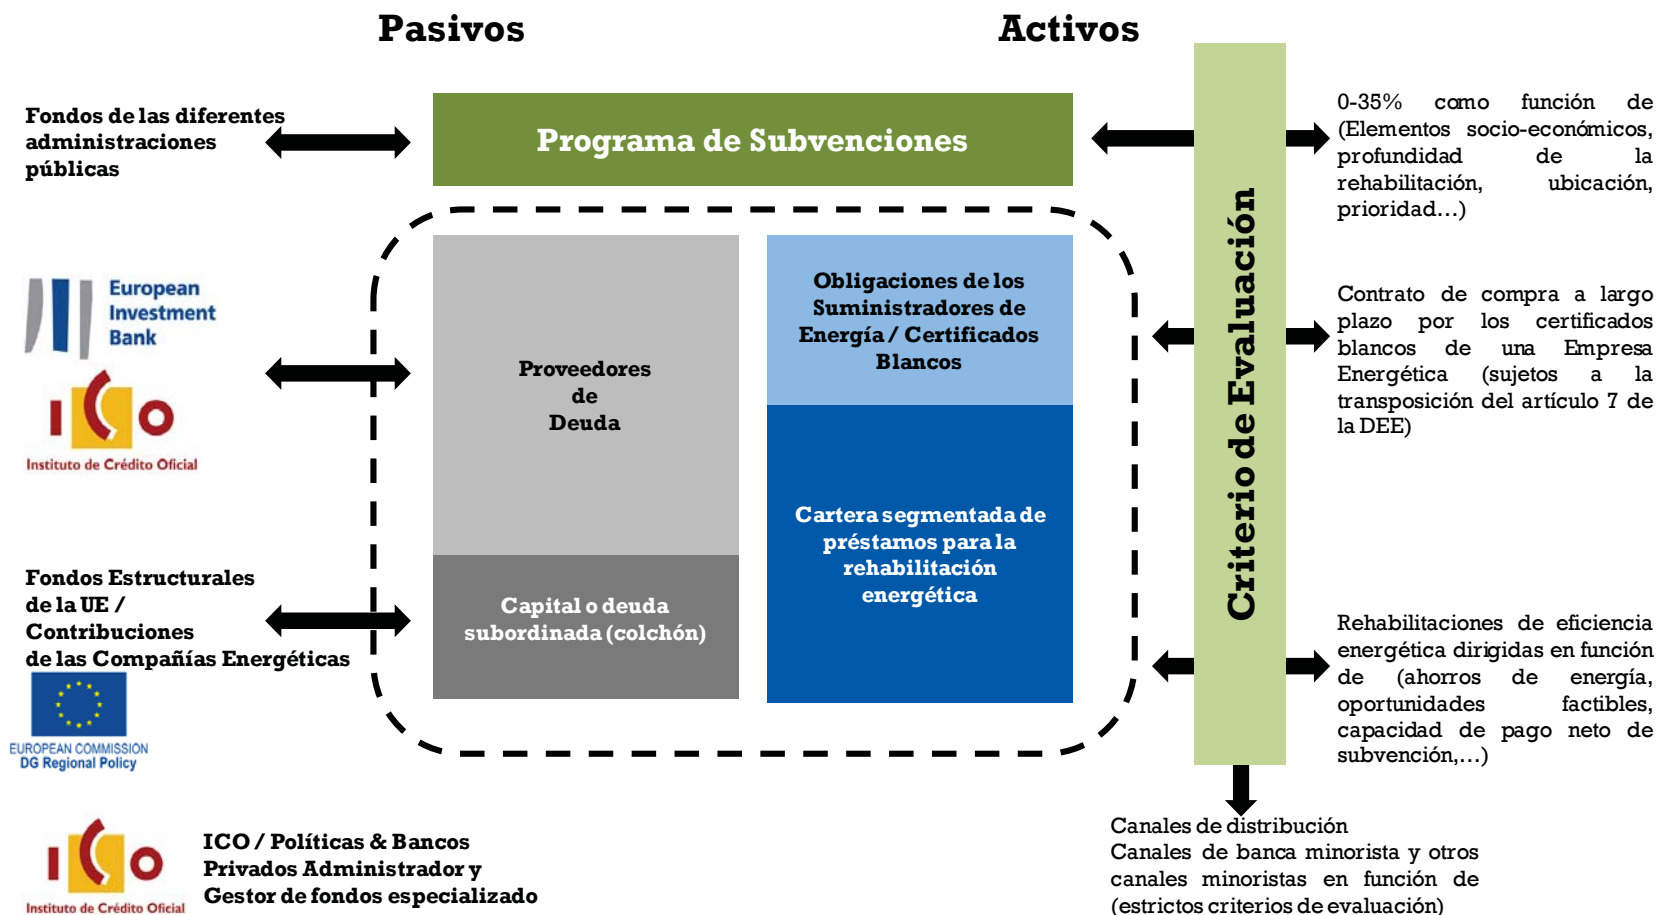 Pasivos
Activos
Fondos de las diferentes
administraciones
públicas
Programa de Subvenciones
0-35% como función de
(Elementos socio-económicos,
profundidad de la
rehabilitación, ubicación,
prioridad...)
European
Investment
Bank
ICO
Instituto de Crédito Oficial
Proveedores
de
Deuda
Obligaciones de los
Suministradores de
Energía / Certificados
Blancos
Criterio de Evaluación
Contrato de compra a largo
plazo por los certificados
blancos de una Empresa
Energética (sujetos a la
transposición del artículo 7 de
la DEE)
Cartera segmentada de
préstamos para la
rehabilitación
energética
Fondos Estructurales
de la UE /
Contribuciones
de las Compañías Energéticas
EUROPEAN COMMISSION
DG Regional Policy
Capital o deuda
subordinada (colchón)
Rehabilitaciones de eficiencia
energética dirigidas en función
de (ahorros de energía,
oportunidades factibles,
capacidad de pago neto de
subvención,...)
ICO
Instituto de Crédito Oficial
ICO / Políticas & Bancos
Privados Administrador y
Gestor de fondos especializado
Canales de distribución
Canales de banca minorista y otros
canales minoristas en función de
(estrictos criterios de evaluación)